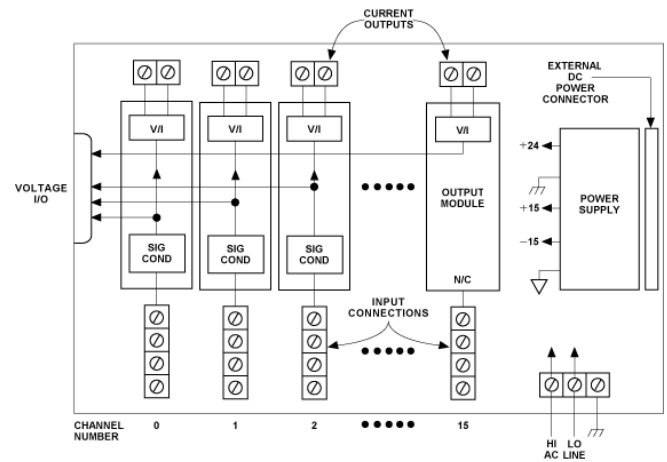 CURRENT
OUTPUTS
EXTERNAL
DC
POWER
CONNECTOR
V/I
V/I
V/I
V/I
VOLTAGE
I/O
+24
+15
−15
POWER
SUPPLY
OUTPUT
MODULE
SIG
COND
SIG
COND
SIG
COND
N/C
INPUT
CONNECTIONS
CHANNEL
NUMBER
0
1
2
15
HI
AC
LO
LINE